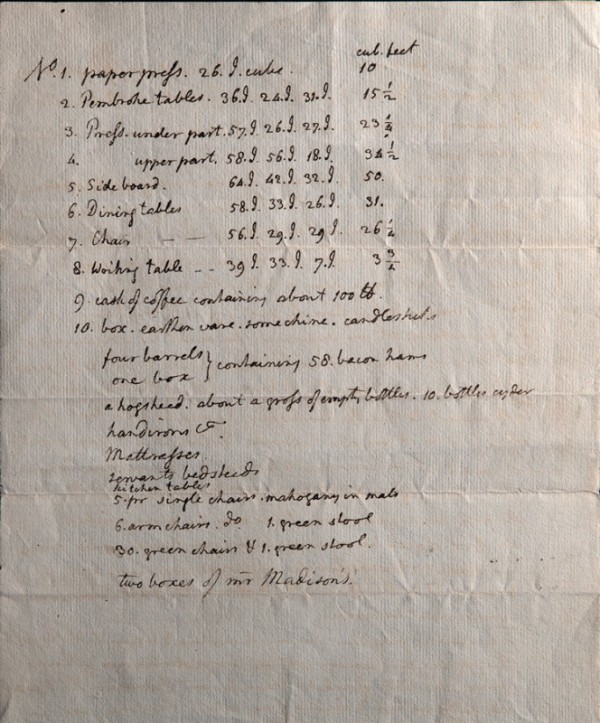 cub. feet
No. 1. paper press. 26. I. cube. 10
2. Pembroke tables. 36. I. 24. I. 31. I. 15 1/2
3. Press. under part. 57. I. 26. I. 27. I. 23 1/4
4. upper part. 58. I. 56. I. 18. I. 34 1/2
5. Side board. 64. I. 42. I. 32. I. 50.
6. Dining tables 58. I. 33. I. 26. I. 31.
7. Chair — — 56. I. 29. I. 29 I. 26 1/4
8. Writing table - - 39 I. 33. I. 7. I. 3 3/4
9. cask of coffee containing about 100 lb.
10. box. earthen ware. some chine. candlesticks
four barrels } containing 58. bacon hams
one box
a hogshead. about a gross of empty bottles. 10. bottles cyder
handirons &c.
Mattrasses.
servants bedsteads
kitchen tables
5. pr single chairs. mahogany in mats
6. arm chairs. do 1. green stool
30. green chairs & 1. green stool.
two boxes of mr Madison's.